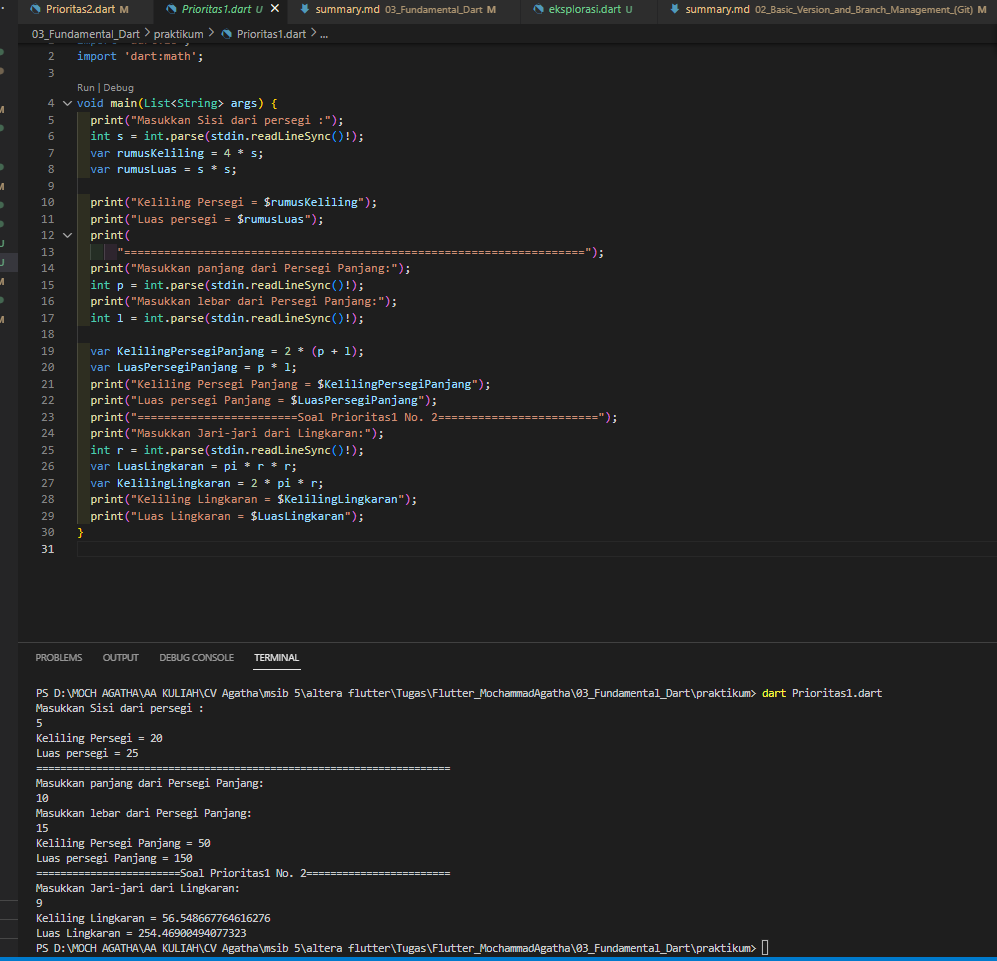 Prioritas2.dart M Prioritas1.dart U summary.md 03_Fundamental_Dart M eksplorasi.dart U summary.md 02_Basic_Version_and_Branch_Management_(Git) M
03_Fundamental_Dart > praktikum > Prioritas1.dart > ...
2 import 'dart:math';
3
Run | Debug
4 void main(List<String> args) {
5 print("Masukkan Sisi dari persegi :");
6 int s = int.parse(stdin.readLineSync()!);
7 var rumusKeliling = 4 * s;
8 var rumusLuas = s * s;
9
10 print("Keliling Persegi = $rumusKeliling");
11 print("Luas persegi = $rumusLuas");
12 print(
13 "=====================================================================");
14 print("Masukkan panjang dari Persegi Panjang:");
15 int p = int.parse(stdin.readLineSync()!);
16 print("Masukkan lebar dari Persegi Panjang:");
17 int l = int.parse(stdin.readLineSync()!);
18
19 var KelilingPersegiPanjang = 2 * (p + l);
20 var LuasPersegiPanjang = p * l;
21 print("Keliling Persegi Panjang = $KelilingPersegiPanjang");
22 print("Luas persegi Panjang = $LuasPersegiPanjang");
23 print("========================Soal Prioritas1 No. 2========================");
24 print("Masukkan Jari-jari dari Lingkaran:");
25 int r = int.parse(stdin.readLineSync()!);
26 var LuasLingkaran = pi * r * r;
27 var KelilingLingkaran = 2 * pi * r;
28 print("Keliling Lingkaran = $KelilingLingkaran");
29 print("Luas Lingkaran = $LuasLingkaran");
30 }
31
PROBLEMS OUTPUT DEBUG CONSOLE TERMINAL
PS D:\MOCH AGATHA\AA KULIAH\CV Agatha\msib 5\altera flutter\Tugas\Flutter_MochammadAgatha\03_Fundamental_Dart\praktikum> dart Prioritas1.dart
Masukkan Sisi dari persegi :
5
Keliling Persegi = 20
Luas persegi = 25
=====================================================================
Masukkan panjang dari Persegi Panjang:
10
Masukkan lebar dari Persegi Panjang:
15
Keliling Persegi Panjang = 50
Luas persegi Panjang = 150
========================Soal Prioritas1 No. 2========================
Masukkan Jari-jari dari Lingkaran:
9
Keliling Lingkaran = 56.548667764616276
Luas Lingkaran = 254.46900494077323
PS D:\MOCH AGATHA\AA KULIAH\CV Agatha\msib 5\altera flutter\Tugas\Flutter_MochammadAgatha\03_Fundamental_Dart\praktikum>